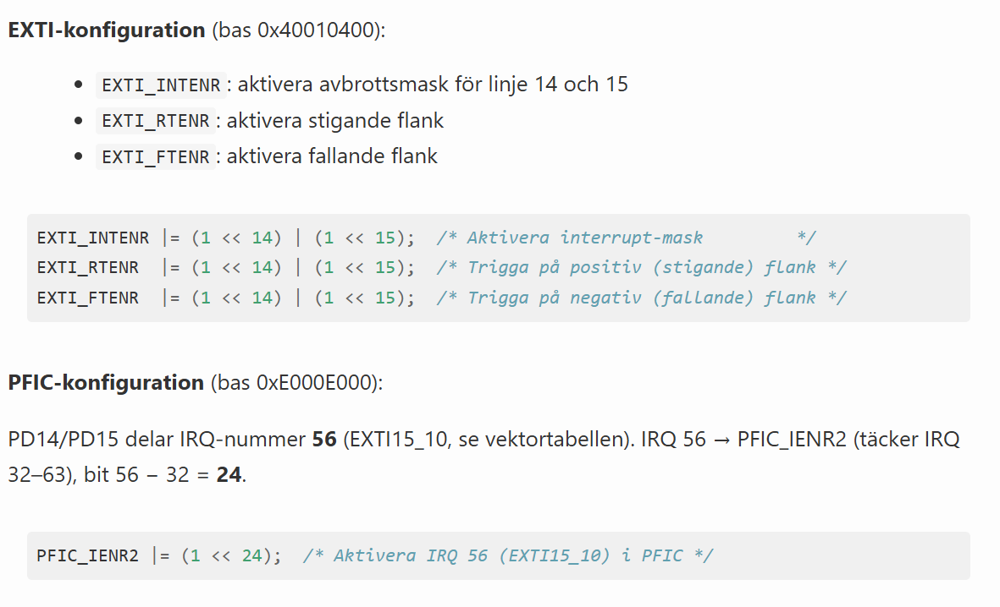 EXTI-konfiguration (bas 0x40010400):
• EXTI_INTENR: aktivera avbrottsmask för linje 14 och 15
• EXTI_RTENR: aktivera stigande flank
• EXTI_FTENR: aktivera fallande flank
EXTI_INTENR |= (1 << 14) | (1 << 15);  /* Aktivera interrupt-mask         */
EXTI_RTENR  |= (1 << 14) | (1 << 15);  /* Trigga på positiv (stigande) flank */
EXTI_FTENR  |= (1 << 14) | (1 << 15);  /* Trigga på negativ (fallande) flank */
PFIC-konfiguration (bas 0xE000E000):
PD14/PD15 delar IRQ-nummer 56 (EXTI15_10, se vektortabellen). IRQ 56 → PFIC_IENR2 (täcker IRQ
32–63), bit 56 − 32 = 24.
PFIC_IENR2 |= (1 << 24);  /* Aktivera IRQ 56 (EXTI15_10) i PFIC */